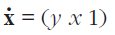 ẋ = (y x 1)